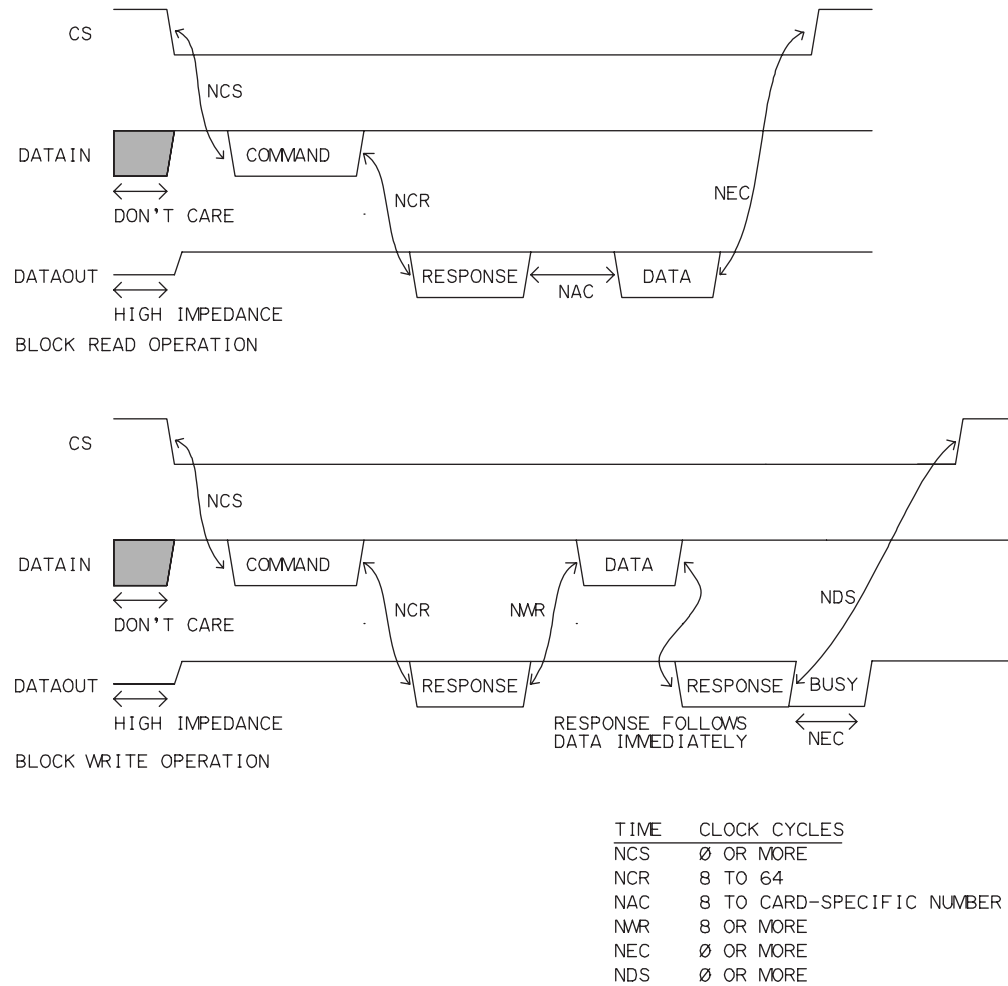 CS
NCS
DATAIN
COMMAND
DON'T CARE
NCR
NEC
DATAOUT
RESPONSE
NAC
DATA
HIGH IMPEDANCE
BLOCK READ OPERATION
CS
NCS
DATAIN
COMMAND
DATA
DON'T CARE
NCR
NWR
NDS
DATAOUT
RESPONSE
RESPONSE
BUSY
HIGH IMPEDANCE
RESPONSE FOLLOWS
DATA IMMEDIATELY
NEC
BLOCK WRITE OPERATION
TIME CLOCK CYCLES
NCS Ø OR MORE
NCR 8 TO 64
NAC 8 TO CARD-SPECIFIC NUMBER
NWR 8 OR MORE
NEC Ø OR MORE
NDS Ø OR MORE